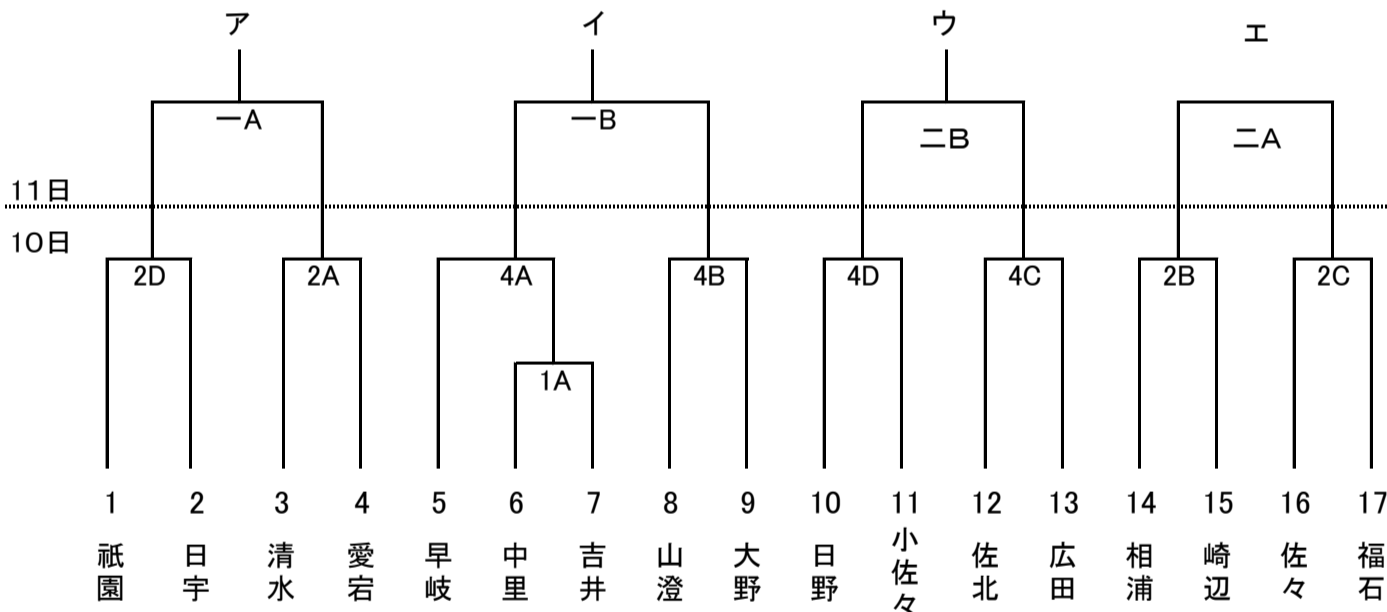 ア イ ウ エ
一A 一B 二B 二A
11日
10日
2D 2A 4A 4B 4D 4C 2B 2C
1A
1 2 3 4 5 6 7 8 9 10 11 12 13 14 15 16 17
祇園 日宇 清水 愛宕 早岐 中里 吉井 山澄 大野 日野 小佐々 佐北 広田 相浦 崎辺 佐々 福石